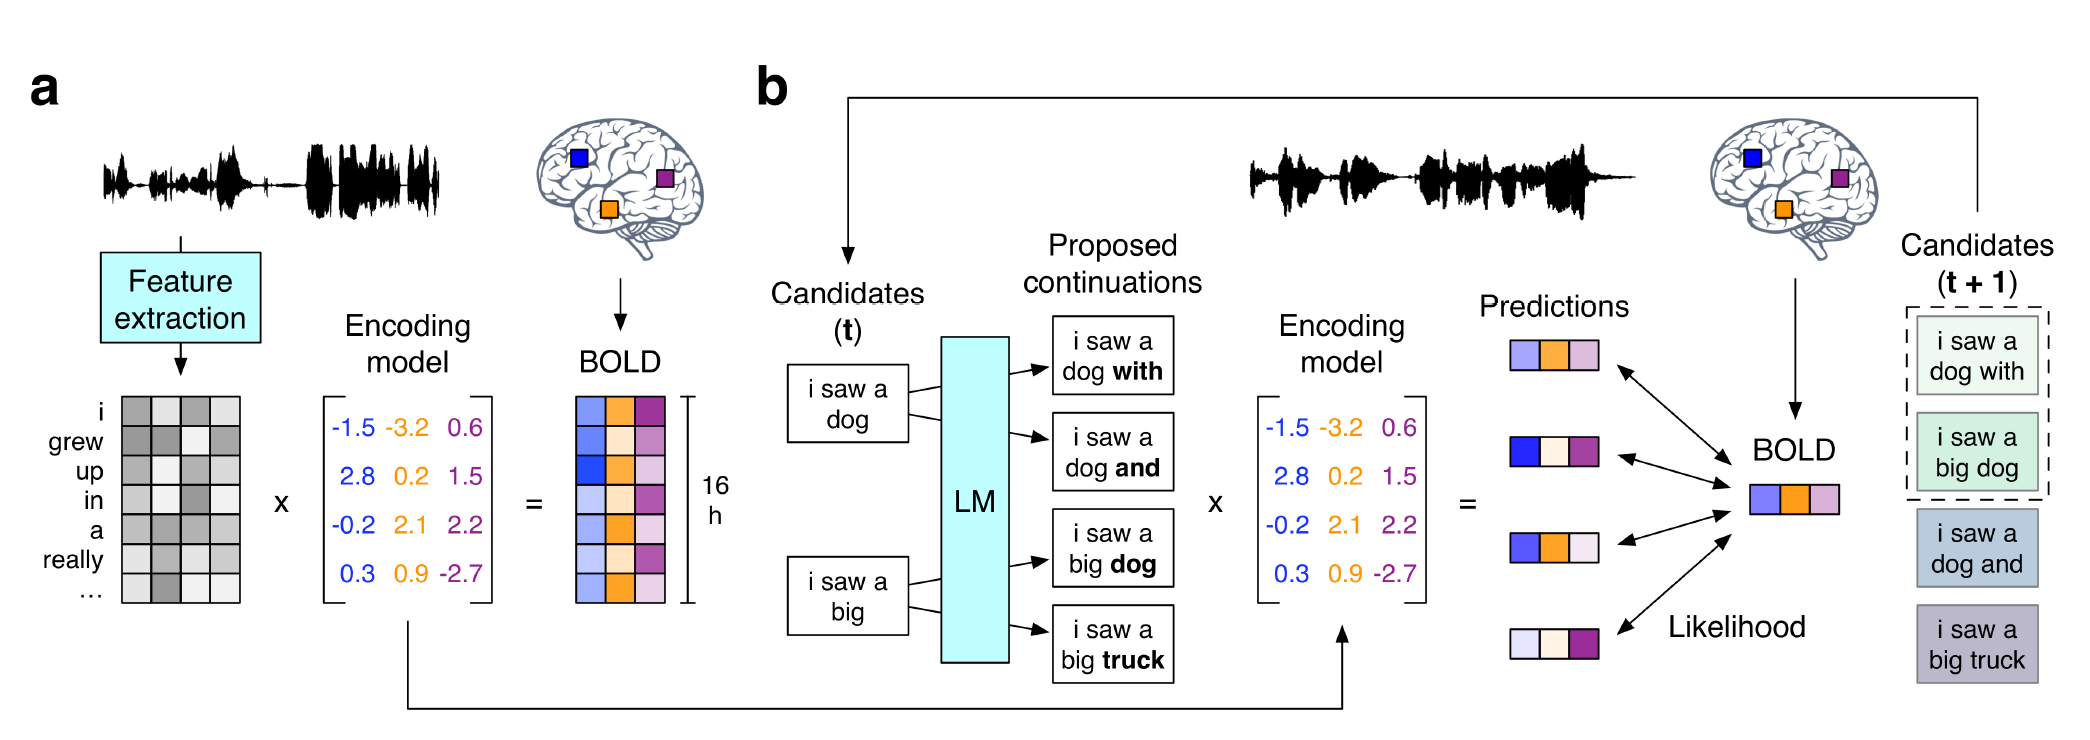 a
Feature
extraction
i
grew
up
in
a
really
...
x
Encoding
model
-1.5 -3.2 0.6
2.8 0.2 1.5
-0.2 2.1 2.2
0.3 0.9 -2.7
=
BOLD
16
h
b
Candidates
(t)
i saw a
dog
i saw a
big
LM
Proposed
continuations
i saw a
dog with
i saw a
dog and
i saw a
big dog
i saw a
big truck
x
Encoding
model
-1.5 -3.2 0.6
2.8 0.2 1.5
-0.2 2.1 2.2
0.3 0.9 -2.7
=
Predictions
BOLD
Likelihood
Candidates
(t + 1)
i saw a
dog with
i saw a
big dog
i saw a
dog and
i saw a
big truck